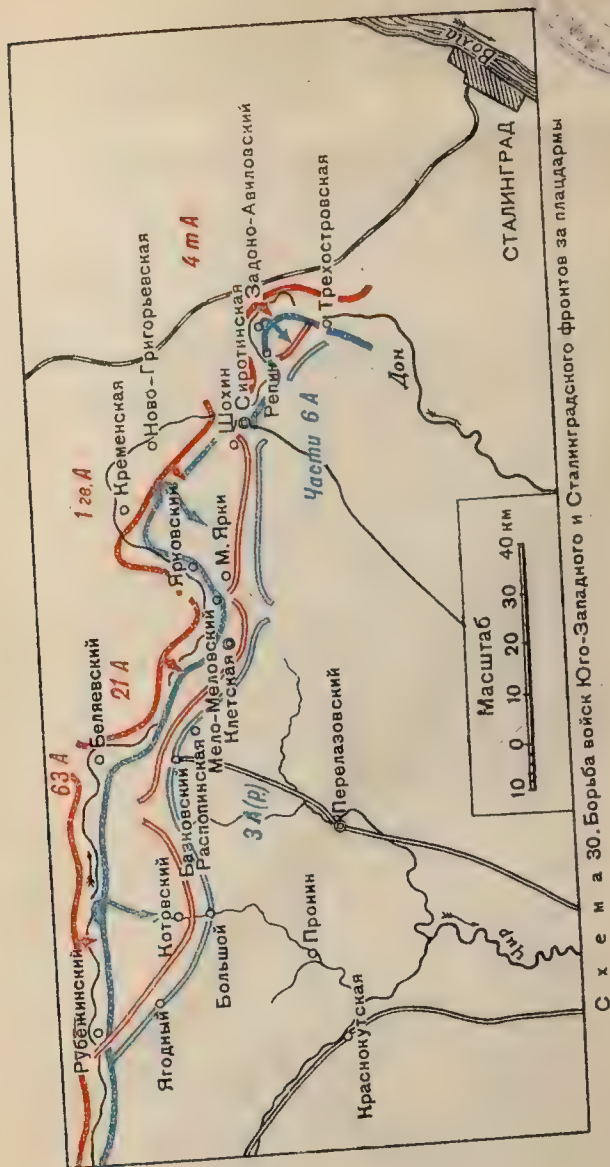 63 А
21 А
1 гв. А
4 т А
Рубежинский
Беляевский
Кременская
Ново-Григорьевская
Ягодный
Котовский
Ярковский
Шохин
Сиротинская
Задоно-Авиловский
Большой
Базковский
Распопинская
Мело-Меловский
Клетская
М. Ярки
Репин
Трехостровская
Части 6 А
3 А(р.)
Пронин
Перелазовский
Краснокутская
Чир
Дон
Волга
СТАЛИНГРАД
Масштаб
10 0 10 20 30 40 км
Схема 30. Борьба войск Юго-Западного и Сталинградского фронтов за плацдармы